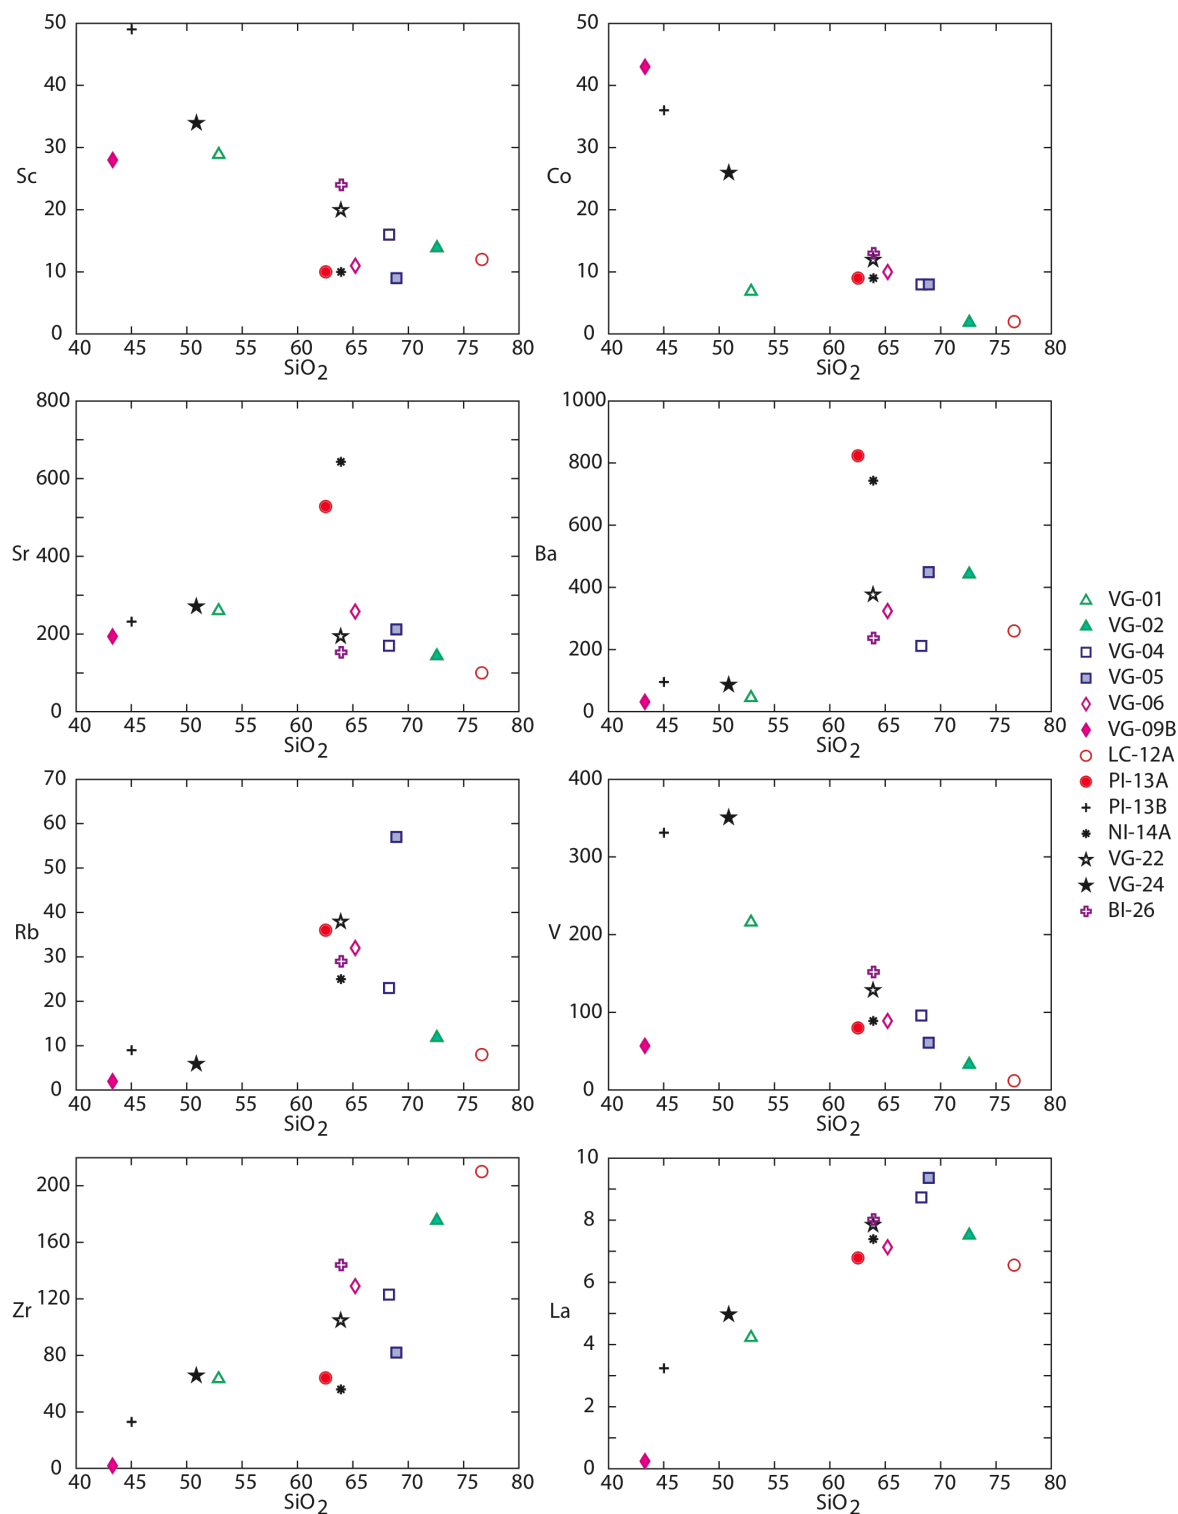 50
40
30
Sc
20
10
0
40 45 50 55 60 65 70 75 80
SiO2
50
40
30
Co
20
10
0
40 45 50 55 60 65 70 75 80
SiO2
800
600
Sr 400
200
0
40 45 50 55 60 65 70 75 80
SiO2
1000
800
600
Ba
400
200
0
40 45 50 55 60 65 70 75 80
SiO2
VG-01
VG-02
VG-04
VG-05
VG-06
VG-09B
LC-12A
PI-13A
PI-13B
NI-14A
VG-22
VG-24
BI-26
70
60
50
40
Rb
30
20
10
0
40 45 50 55 60 65 70 75 80
SiO2
400
300
V
200
100
0
40 45 50 55 60 65 70 75 80
SiO2
200
160
120
Zr
80
40
0
40 45 50 55 60 65 70 75 80
SiO2
10
8
6
La
4
2
0
40 45 50 55 60 65 70 75 80
SiO2